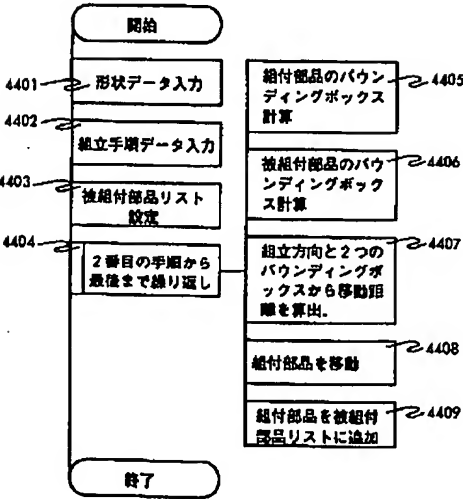 開始
4401
形状データ入力
4402
組立手順データ入力
4403
被組付部品リスト
設定
4404
2番目の手順から
最後まで繰り返し
組付部品のバウン
ディングボックス
計算
4405
被組付部品のバウ
ンディングボック
ス計算
4406
組立方向と2つの
バウンディングボ
ックスから移動距
離を算出.
4407
組付部品を移動
4408
組付部品を被組付
部品リストに追加
4409
終了